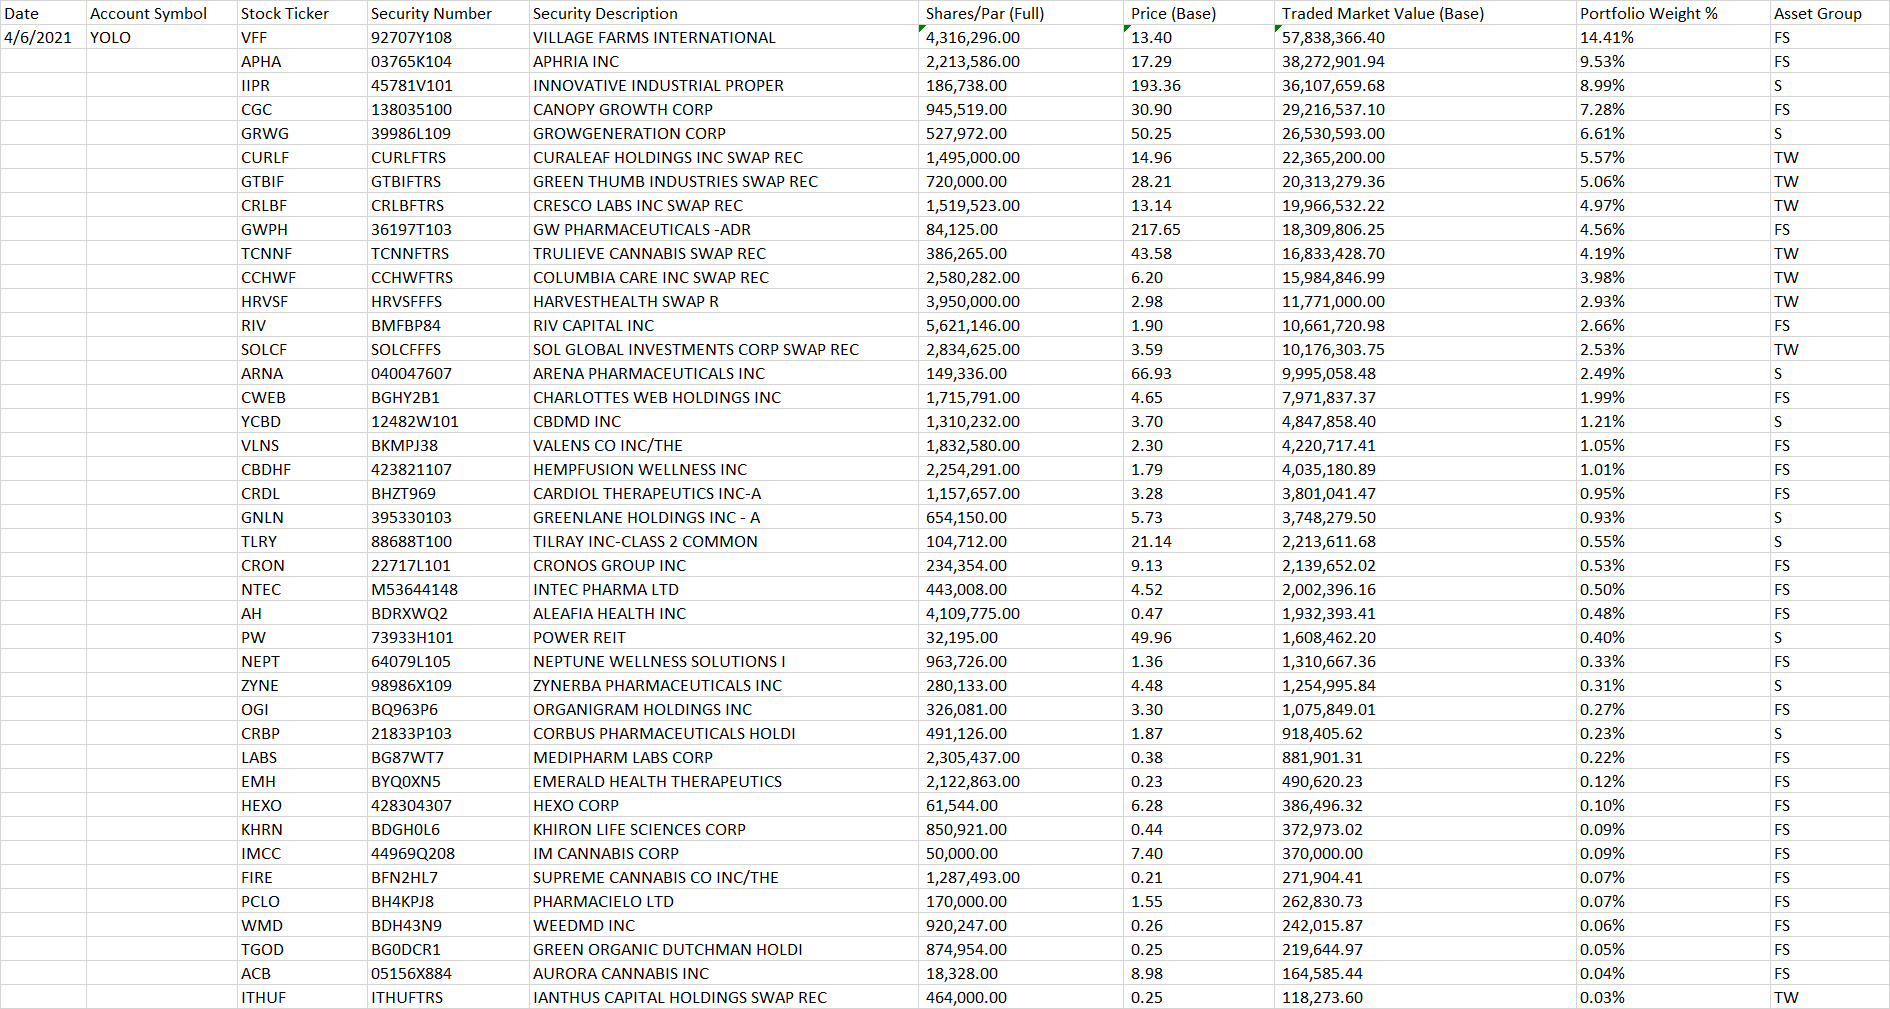 Date Account Symbol Stock Ticker Security Number Security Description Shares/Par (Full) Price (Base) Traded Market Value (Base) Portfolio Weight % Asset Group
4/6/2021 YOLO VFF 92707Y108 VILLAGE FARMS INTERNATIONAL 4,316,296.00 13.40 57,838,366.40 14.41% FS
APHA 03765K104 APHRIA INC 2,213,586.00 17.29 38,272,901.94 9.53% FS
IIPR 45781V101 INNOVATIVE INDUSTRIAL PROPER 186,738.00 193.36 36,107,659.68 8.99% S
CGC 138035100 CANOPY GROWTH CORP 945,519.00 30.90 29,216,537.10 7.28% FS
GRWG 39986L109 GROWGENERATION CORP 527,972.00 50.25 26,530,593.00 6.61% S
CURLF CURLFTRS CURALEAF HOLDINGS INC SWAP REC 1,495,000.00 14.96 22,365,200.00 5.57% TW
GTBIF GTBIFTRS GREEN THUMB INDUSTRIES SWAP REC 720,000.00 28.21 20,313,279.36 5.06% TW
CRLBF CRLBFTRS CRESCO LABS INC SWAP REC 1,519,523.00 13.14 19,966,532.22 4.97% TW
GWPH 36197T103 GW PHARMACEUTICALS -ADR 84,125.00 217.65 18,309,806.25 4.56% FS
TCNNF TCNNFTRS TRULIEVE CANNABIS SWAP REC 386,265.00 43.58 16,833,428.70 4.19% TW
CCHWF CCHWFTRS COLUMBIA CARE INC SWAP REC 2,580,282.00 6.20 15,984,846.99 3.98% TW
HRVSF HRVSFFFS HARVESTHEALTH SWAP R 3,950,000.00 2.98 11,771,000.00 2.93% TW
RIV BMFBP84 RIV CAPITAL INC 5,621,146.00 1.90 10,661,720.98 2.66% FS
SOLCF SOLCFFFS SOL GLOBAL INVESTMENTS CORP SWAP REC 2,834,625.00 3.59 10,176,303.75 2.53% TW
ARNA 040047607 ARENA PHARMACEUTICALS INC 149,336.00 66.93 9,995,058.48 2.49% S
CWEB BGHY2B1 CHARLOTTES WEB HOLDINGS INC 1,715,791.00 4.65 7,971,837.37 1.99% FS
YCBD 12482W101 CBDMD INC 1,310,232.00 3.70 4,847,858.40 1.21% S
VLNS BKMPJ38 VALENS CO INC/THE 1,832,580.00 2.30 4,220,717.41 1.05% FS
CBDHF 423821107 HEMPFUSION WELLNESS INC 2,254,291.00 1.79 4,035,180.89 1.01% FS
CRDL BHZT969 CARDIOL THERAPEUTICS INC-A 1,157,657.00 3.28 3,801,041.47 0.95% FS
GNLN 395330103 GREENLANE HOLDINGS INC - A 654,150.00 5.73 3,748,279.50 0.93% S
TLRY 88688T100 TILRAY INC-CLASS 2 COMMON 104,712.00 21.14 2,213,611.68 0.55% S
CRON 22717L101 CRONOS GROUP INC 234,354.00 9.13 2,139,652.02 0.53% FS
NTEC M53644148 INTEC PHARMA LTD 443,008.00 4.52 2,002,396.16 0.50% FS
AH BDRXWQ2 ALEAFIA HEALTH INC 4,109,775.00 0.47 1,932,393.41 0.48% FS
PW 73933H101 POWER REIT 32,195.00 49.96 1,608,462.20 0.40% S
NEPT 64079L105 NEPTUNE WELLNESS SOLUTIONS I 963,726.00 1.36 1,310,667.36 0.33% FS
ZYNE 98986X109 ZYNERBA PHARMACEUTICALS INC 280,133.00 4.48 1,254,995.84 0.31% S
OGI BQ963P6 ORGANIGRAM HOLDINGS INC 326,081.00 3.30 1,075,849.01 0.27% FS
CRBP 21833P103 CORBUS PHARMACEUTICALS HOLDI 491,126.00 1.87 918,405.62 0.23% S
LABS BG87WT7 MEDIPHARM LABS CORP 2,305,437.00 0.38 881,901.31 0.22% FS
EMH BYQ0XN5 EMERALD HEALTH THERAPEUTICS 2,122,863.00 0.23 490,620.23 0.12% FS
HEXO 428304307 HEXO CORP 61,544.00 6.28 386,496.32 0.10% FS
KHRN BDGH0L6 KHIRON LIFE SCIENCES CORP 850,921.00 0.44 372,973.02 0.09% FS
IMCC 44969Q208 IM CANNABIS CORP 50,000.00 7.40 370,000.00 0.09% FS
FIRE BFN2HL7 SUPREME CANNABIS CO INC/THE 1,287,493.00 0.21 271,904.41 0.07% FS
PCLO BH4KPJ8 PHARMACIELO LTD 170,000.00 1.55 262,830.73 0.07% FS
WMD BDH43N9 WEEDMD INC 920,247.00 0.26 242,015.87 0.06% FS
TGOD BG0DCR1 GREEN ORGANIC DUTCHMAN HOLDI 874,954.00 0.25 219,644.97 0.05% FS
ACB 05156X884 AURORA CANNABIS INC 18,328.00 8.98 164,585.44 0.04% FS
ITHUF ITHUFTRS IANTHUS CAPITAL HOLDINGS SWAP REC 464,000.00 0.25 118,273.60 0.03% TW